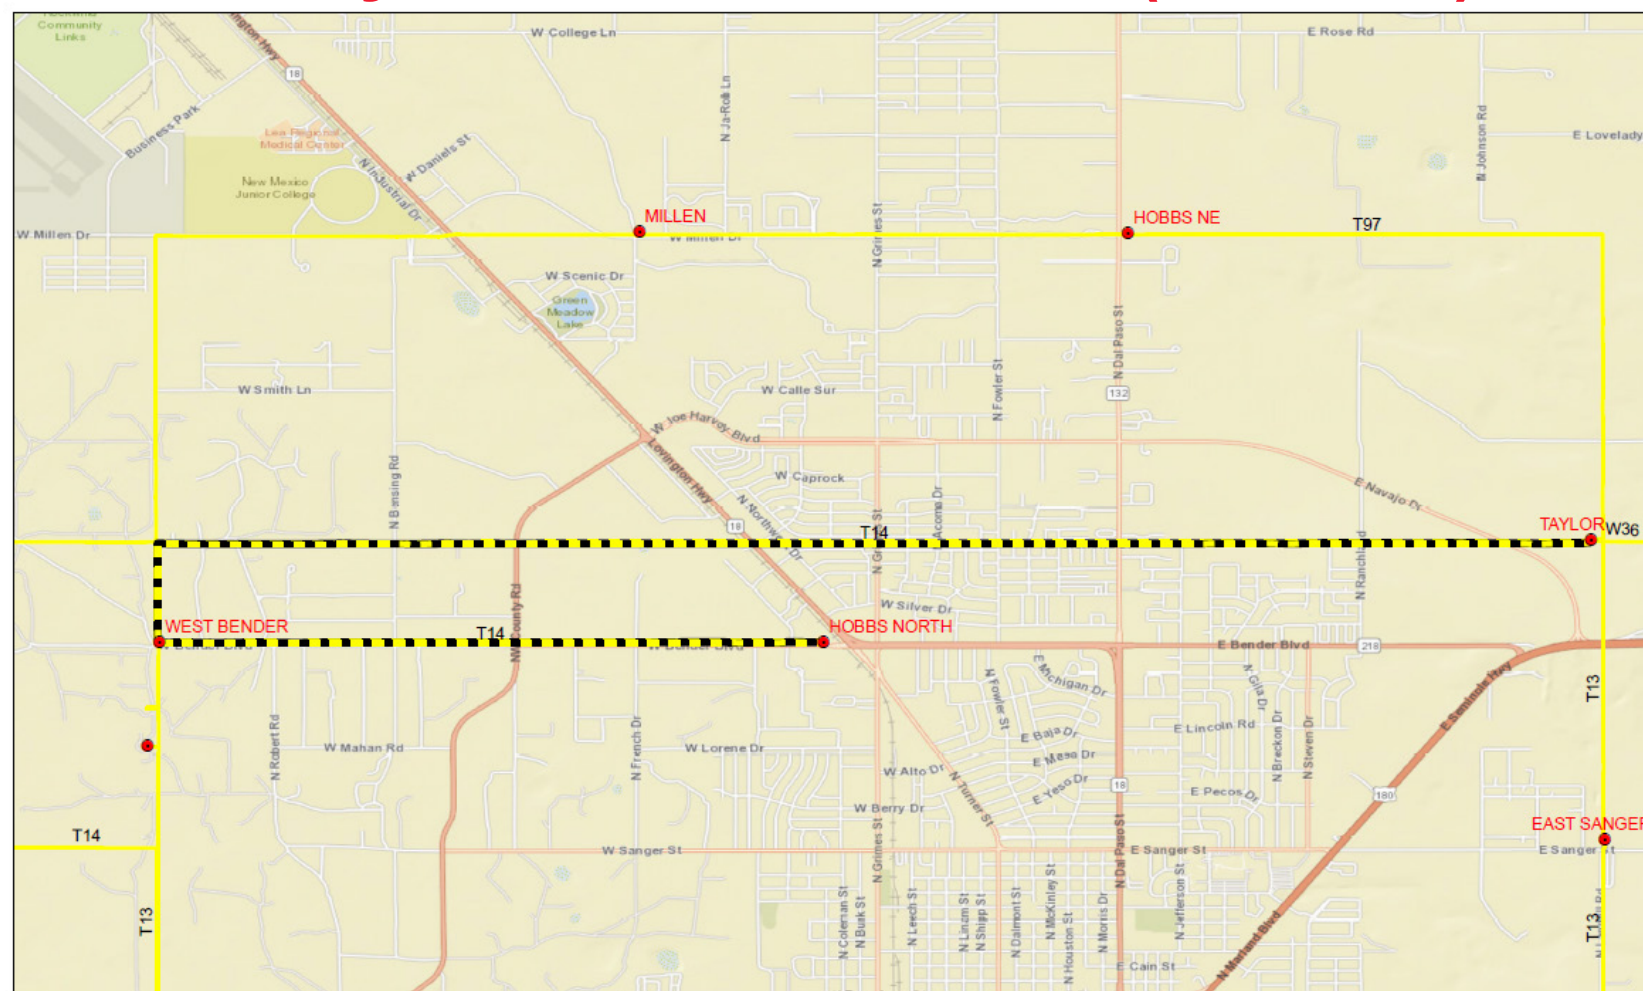 Community
Links
W College Ln
E Rose Rd
18
N Ja-Rob Ln
Business Park
Lea Regional
Medical Center
N Industrial Dr
W Daniels St
N Johnson Rd
E Lovelady
New Mexico
Junior College
MILLEN
HOBBS NE
T97
W Millen Dr
W Millen Dr
N Grimes St
W Scenic Dr
Green
Meadow
Lake
N Dal Paso St
W Smith Ln
W Calle Sur
N Fowler St
132
W Joe Harvey Blvd
Lovington Hwy
N Bensing Rd
W Caprock
N Northwest Dr
N Acoma Dr
E Navajo Dr
18
T14
TAYLOR
W36
NW County Rd
W Silver Dr
WEST BENDER
T14
HOBBS NORTH
W Bender Blvd
W Bender Blvd
E Bender Blvd
218
N Fowler St
E Michigan Dr
N Gila Dr
T13
E Seminole Hwy
N Robert Rd
W Mahan Rd
N French Dr
W Lorene Dr
E Baja Dr
E Lincoln Rd
N Breckon Dr
N Steven Dr
E Mesa Dr
W Alto Dr
N Turner St
E Yeso Dr
18
E Pecos Dr
180
W Berry Dr
T14
EAST SANGER
W Sanger St
N Grimes St
N Dal Paso St
E Sanger St
E Sanger St
T13
N Coleman St
N Burk St
N Leech St
N Linam St
N Shipp St
N Dalmont St
N McKinley St
N Houston St
N Morris Dr
N Jefferson St
N Marland Blvd
T13
E Cain St